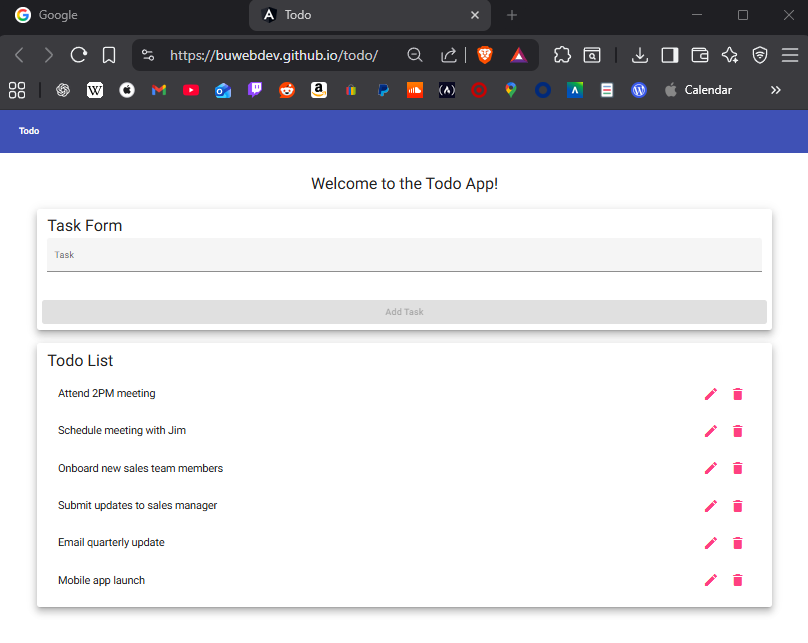 Google
Todo
https://buwebdev.github.io/todo/
Calendar
Todo
Welcome to the Todo App!
Task Form
Task
Add Task
Todo List
Attend 2PM meeting
Schedule meeting with Jim
Onboard new sales team members
Submit updates to sales manager
Email quarterly update
Mobile app launch